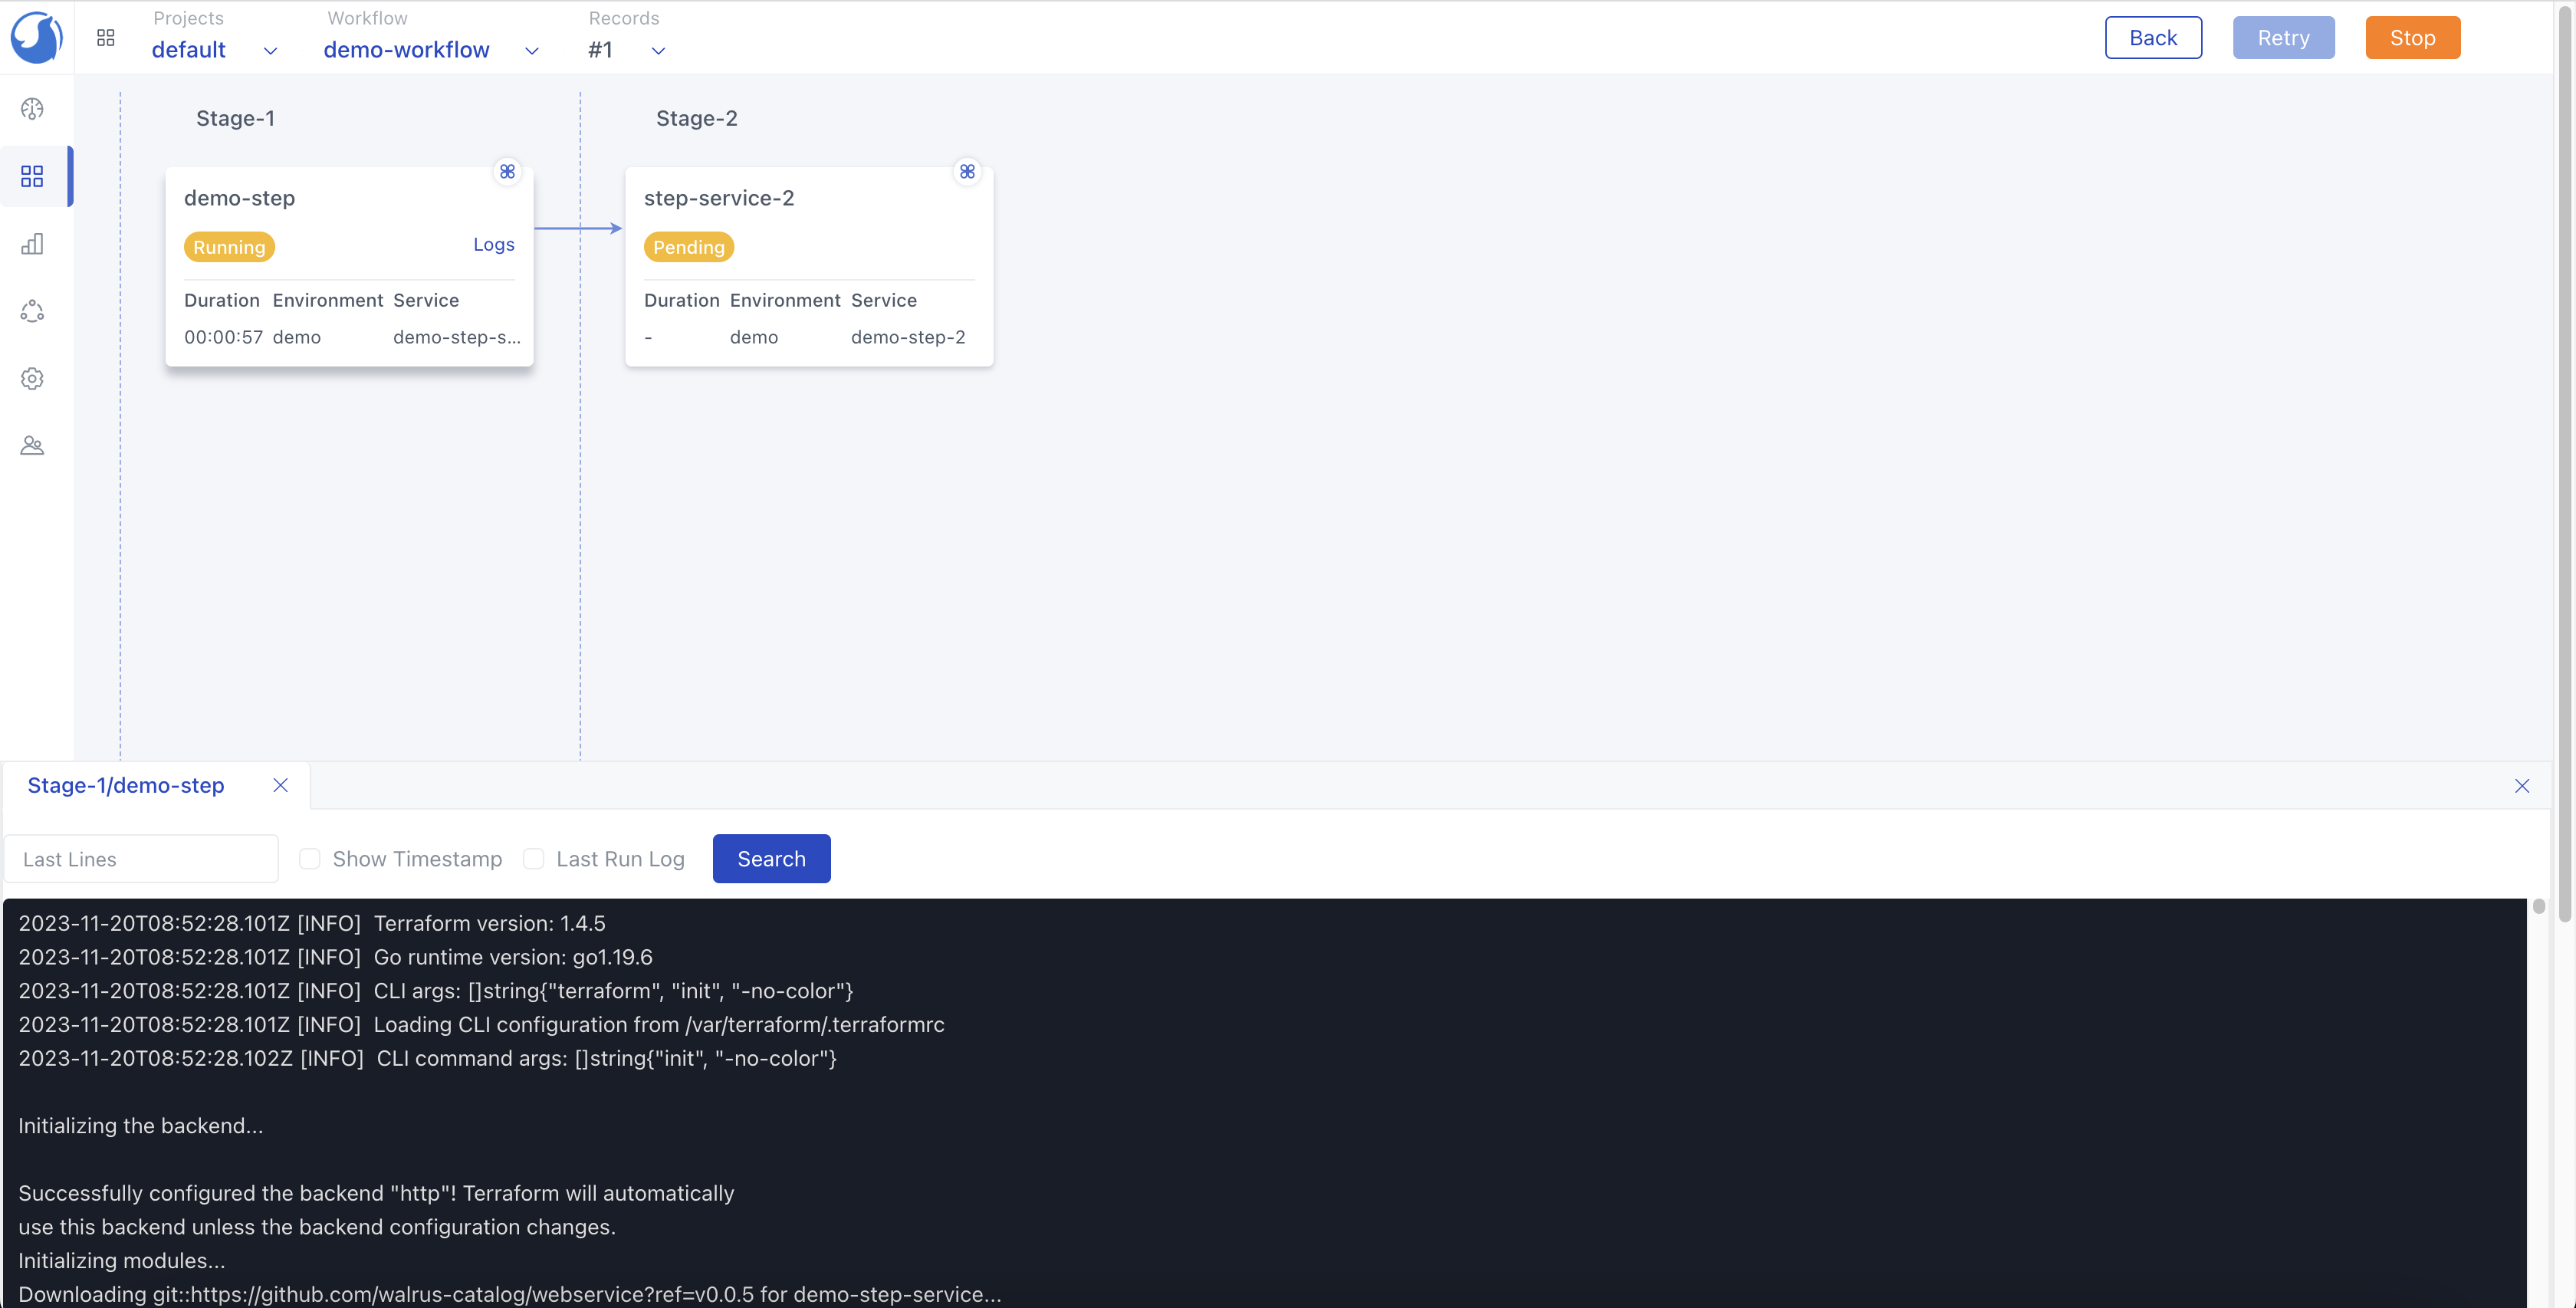 Projects
default
Workflow
demo-workflow
Records
#1
Back
Retry
Stop
Stage-1
Stage-2
demo-step
Running
Logs
Duration Environment Service
00:00:57 demo demo-step-s...
step-service-2
Pending
Duration Environment Service
- demo demo-step-2
Stage-1/demo-step
Last Lines
Show Timestamp
Last Run Log
Search
2023-11-20T08:52:28.101Z [INFO]  Terraform version: 1.4.5
2023-11-20T08:52:28.101Z [INFO]  Go runtime version: go1.19.6
2023-11-20T08:52:28.101Z [INFO]  CLI args: []string{"terraform", "init", "-no-color"}
2023-11-20T08:52:28.101Z [INFO]  Loading CLI configuration from /var/terraform/.terraformrc
2023-11-20T08:52:28.102Z [INFO]  CLI command args: []string{"init", "-no-color"}
Initializing the backend...
Successfully configured the backend "http"! Terraform will automatically
use this backend unless the backend configuration changes.
Initializing modules...
Downloading git::https://github.com/walrus-catalog/webservice?ref=v0.0.5 for demo-step-service...